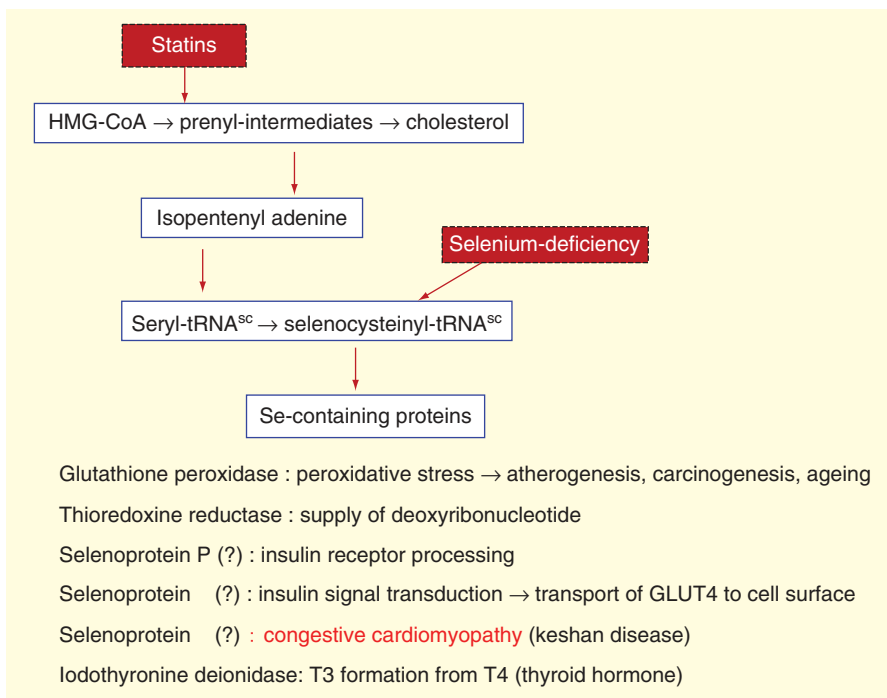 Statins
HMG-CoA → prenyl-intermediates → cholesterol
Isopentenyl adenine
Selenium-deficiency
Seryl-tRNAˢᶜ → selenocysteinyl-tRNAˢᶜ
Se-containing proteins
Glutathione peroxidase : peroxidative stress → atherogenesis, carcinogenesis, ageing
Thioredoxine reductase : supply of deoxyribonucleotide
Selenoprotein P (?) : insulin receptor processing
Selenoprotein (?) : insulin signal transduction → transport of GLUT4 to cell surface
Selenoprotein (?) : congestive cardiomyopathy (keshan disease)
Iodothyronine deionidase: T3 formation from T4 (thyroid hormone)